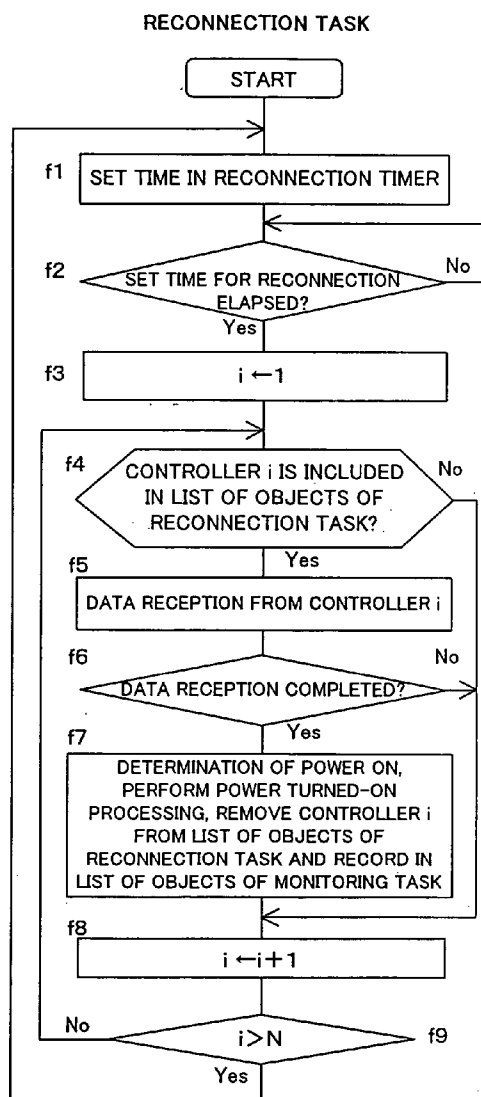 RECONNECTION TASK
START
f1
SET TIME IN RECONNECTION TIMER
f2
SET TIME FOR RECONNECTION
ELAPSED?
No
Yes
f3
i←1
f4
CONTROLLER i IS INCLUDED
IN LIST OF OBJECTS OF
RECONNECTION TASK?
No
Yes
f5
DATA RECEPTION FROM CONTROLLER i
f6
DATA RECEPTION COMPLETED?
No
Yes
f7
DETERMINATION OF POWER ON,
PERFORM POWER TURNED-ON
PROCESSING, REMOVE CONTROLLER i
FROM LIST OF OBJECTS OF
RECONNECTION TASK AND RECORD IN
LIST OF OBJECTS OF MONITORING TASK
f8
i←i+1
No
i>N
f9
Yes